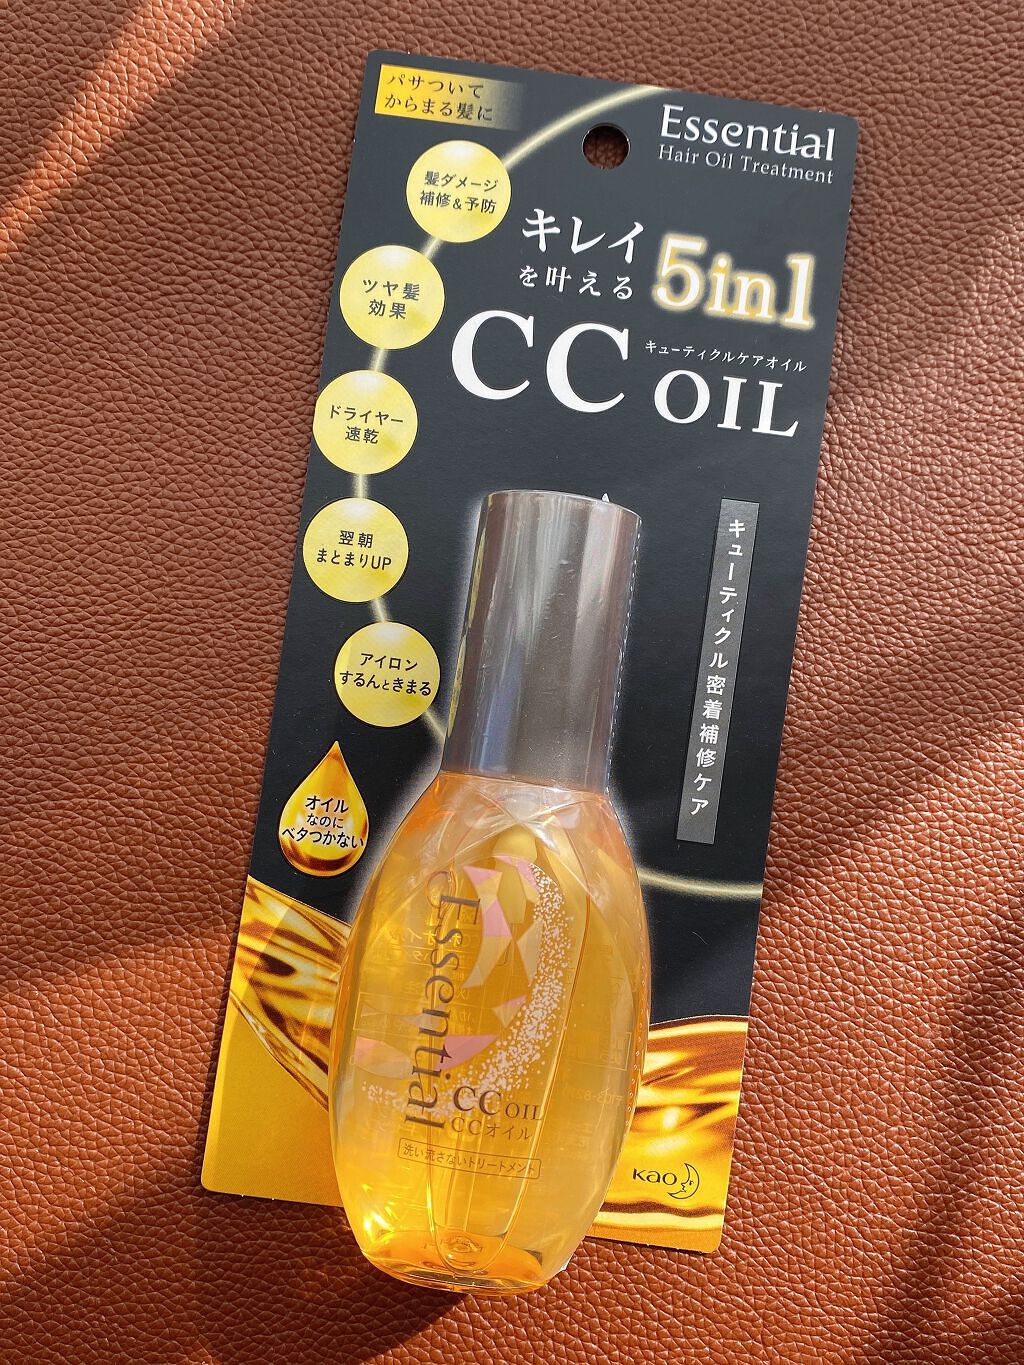 パサついて
からまる髪に
Essential
Hair Oil Treatment
髪ダメージ
補修&予防
キレイ
を叶える
5in1
ツヤ髪
効果
キューティクルケアオイル
CC OIL
ドライヤー
速乾
翌朝
まとまりUP
アイロン
するんときまる
キューティクル密着補修ケア
オイル
なのに
ベタつかない
Essential
CC OIL
CCオイル
洗い流さないトリートメント
Kao